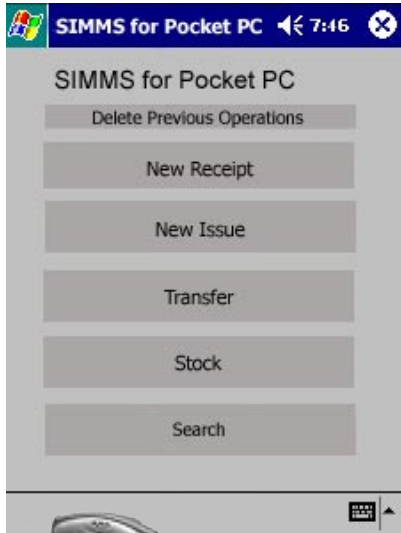 SIMMS for Pocket PC 7:46
SIMMS for Pocket PC
Delete Previous Operations
New Receipt
New Issue
Transfer
Stock
Search